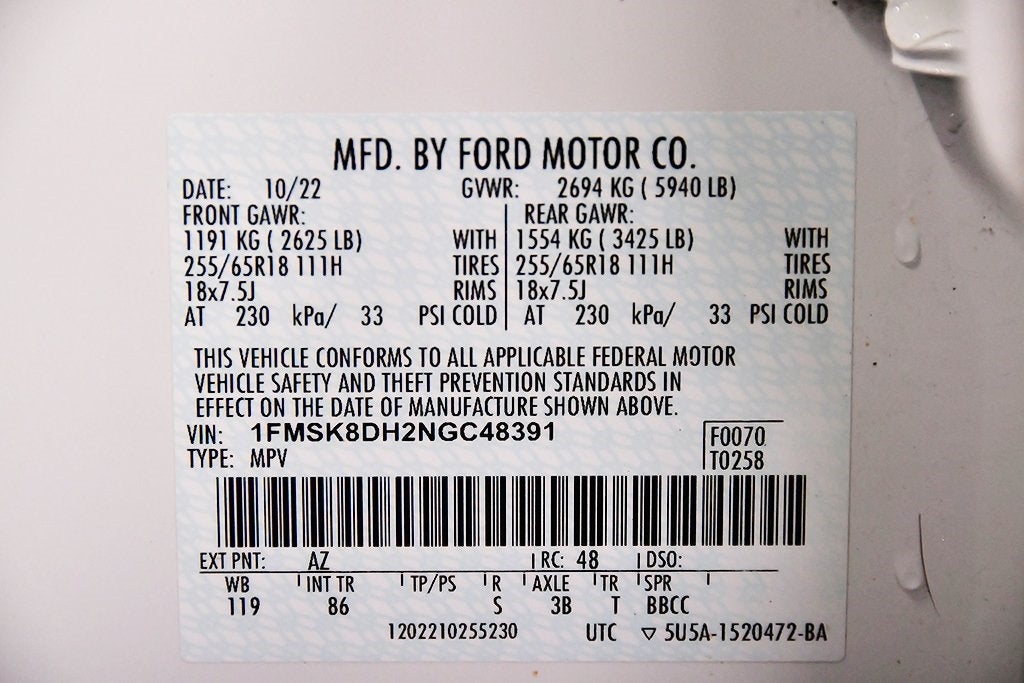 MFD. BY FORD MOTOR CO.
DATE: 10/22 GVWR: 2694 KG ( 5940 LB)
FRONT GAWR: REAR GAWR:
1191 KG ( 2625 LB) WITH 1554 KG ( 3425 LB) WITH
255/65R18 111H TIRES 255/65R18 111H TIRES
18x7.5J RIMS 18x7.5J RIMS
AT 230 kPa/ 33 PSI COLD AT 230 kPa/ 33 PSI COLD
THIS VEHICLE CONFORMS TO ALL APPLICABLE FEDERAL MOTOR
VEHICLE SAFETY AND THEFT PREVENTION STANDARDS IN
EFFECT ON THE DATE OF MANUFACTURE SHOWN ABOVE.
VIN: 1FMSK8DH2NGC48391 F0070
TYPE: MPV T0258
EXT PNT: AZ RC: 48 DSO:
WB INT TR TP/PS R AXLE TR SPR
119 86 S 3B T BBCC
1202210255230 UTC ▽ 5U5A-1520472-BA